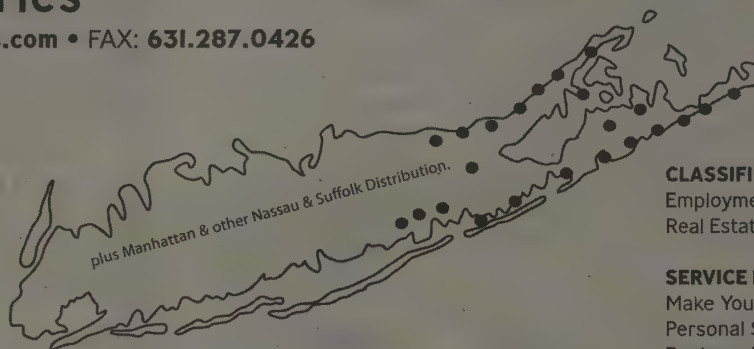 s.com • FAX: 631.287.0426
plus Manhattan & other Nassau & Suffolk Distribution.
CLASSIFI
Employme
Real Estat
SERVICE
Make You
Personal S